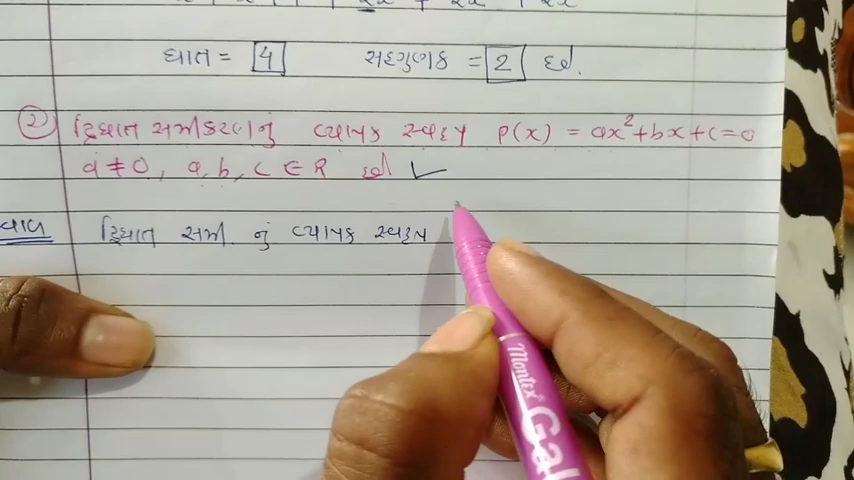 ઘાત = 4 સહગુણક = 2 છે.
② દ્વિઘાત સમીકરણનું વ્યાપક સ્વરૂપ P(x) = ax²+bx+c=0
a ≠ 0, a, b, c ∈ R છે ✓
દ્વિઘાત સમી. નું વ્યાપક સ્વરૂપ
Montex Gel